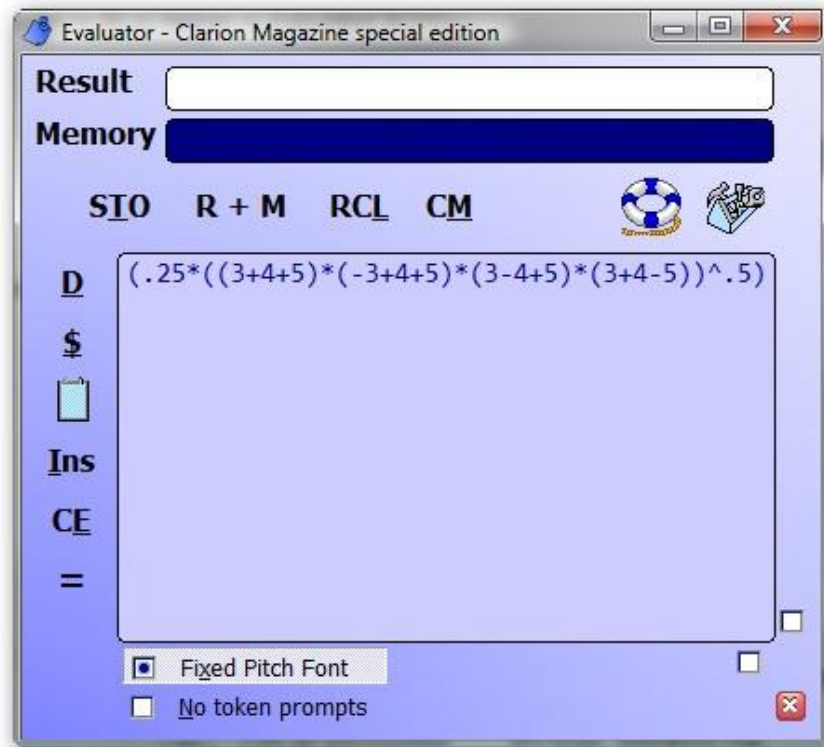 Evaluator - Clarion Magazine special edition
Result
Memory
STO R + M RCL CM
D
(.25*((3+4+5)*(-3+4+5)*(3-4+5)*(3+4-5))^.5)
$
Ins
CE
=
Fixed Pitch Font
No token prompts